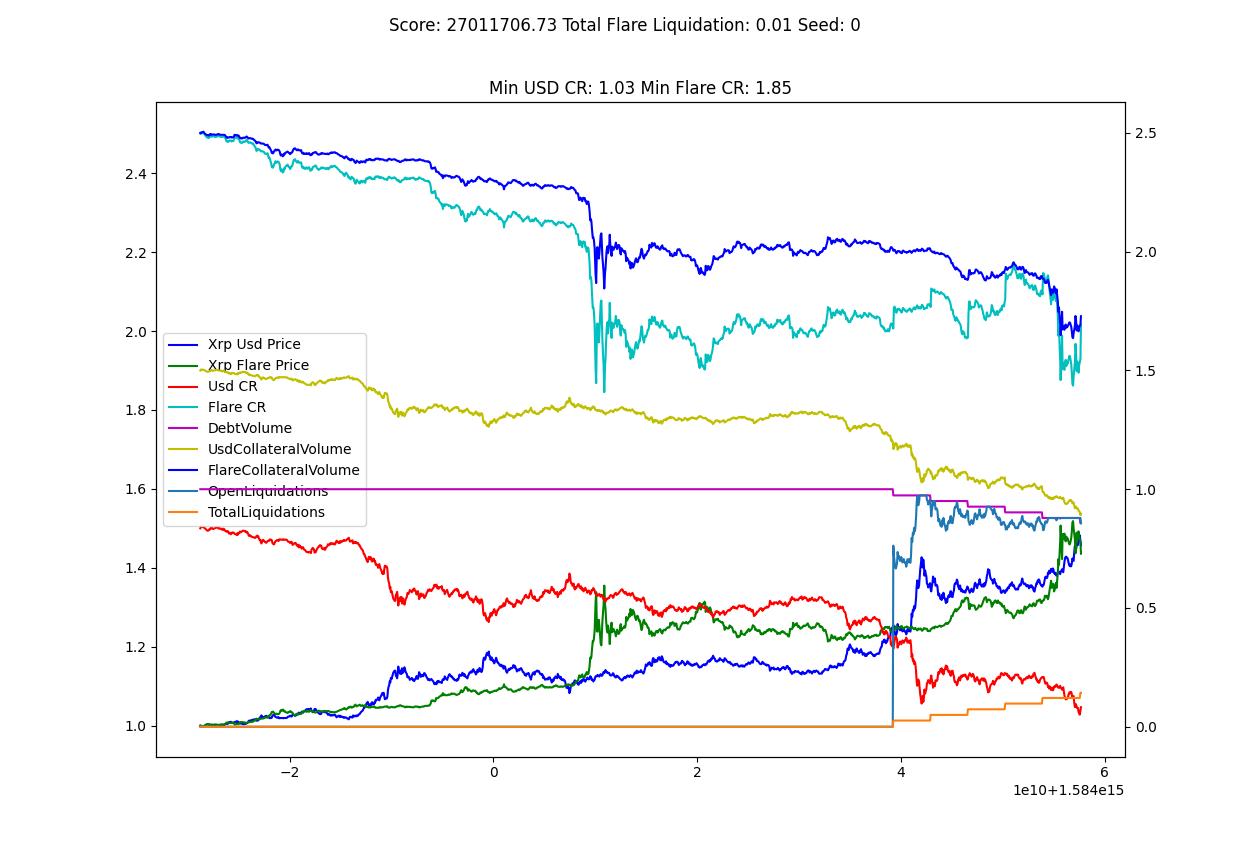 Score: 27011706.73 Total Flare Liquidation: 0.01 Seed: 0
Min USD CR: 1.03 Min Flare CR: 1.85
2.4
2.2
2.0
1.8
1.6
1.4
1.2
1.0
Xrp Usd Price
Xrp Flare Price
Usd CR
Flare CR
DebtVolume
UsdCollateralVolume
FlareCollateralVolume
OpenLiquidations
TotalLiquidations
2.5
2.0
1.5
1.0
0.5
0.0
−2 0 2 4 6
1e10+1.584e15